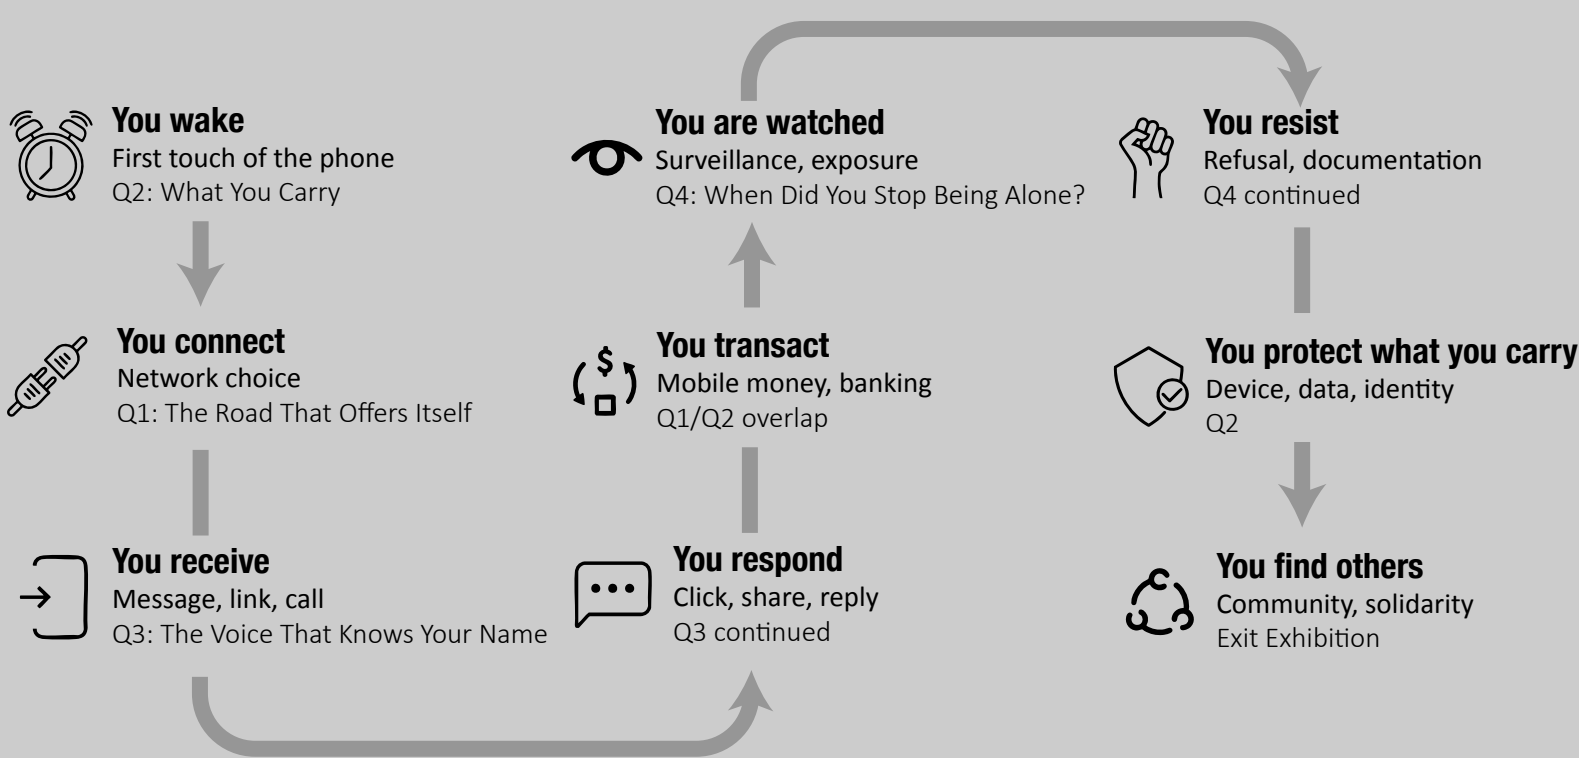 You wake
First touch of the phone
Q2: What You Carry
You connect
Network choice
Q1: The Road That Offers Itself
You receive
Message, link, call
Q3: The Voice That Knows Your Name
You respond
Click, share, reply
Q3 continued
You transact
Mobile money, banking
Q1/Q2 overlap
You are watched
Surveillance, exposure
Q4: When Did You Stop Being Alone?
You resist
Refusal, documentation
Q4 continued
You protect what you carry
Device, data, identity
Q2
You find others
Community, solidarity
Exit Exhibition
$